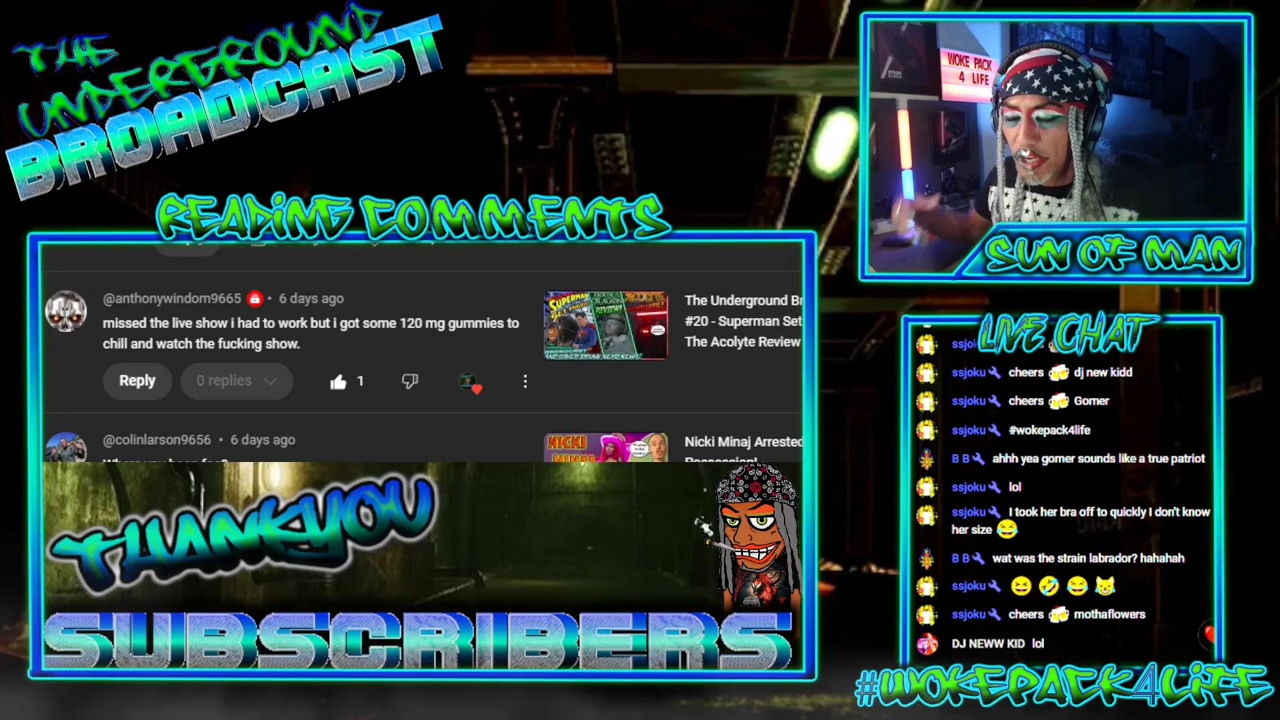 THE
UNDERGROUND
BROADCAST
READING COMMENTS
@anthonywindom9665 • 6 days ago
missed the live show i had to work but i got some 120 mg gummies to
chill and watch the fucking show.
Reply
0 replies
1
SUPERMAN
The Underground Br
#20 - Superman Set
The Acolyte Review
@colinlarson9656 • 6 days ago
NICKI
Nicki Minaj Arrested
THANKYOU
SUBSCRIBERS
WOKE PACK
4 LIFE
SUN OF MAN
LIVE CHAT
ssjoku cheers 🍻 dj new kidd
ssjoku cheers 🍻 Gomer
ssjoku #wokepack4life
B B ahhh yea gomer sounds like a true patriot
ssjoku lol
ssjoku I took her bra off to quickly I don't know
her size 😂
B B wat was the strain labrador? hahahah
ssjoku 😆 🤣 😂 😹
ssjoku cheers 🍻 mothaflowers
DJ NEWW KID lol
#WOKEPACK4LIFE